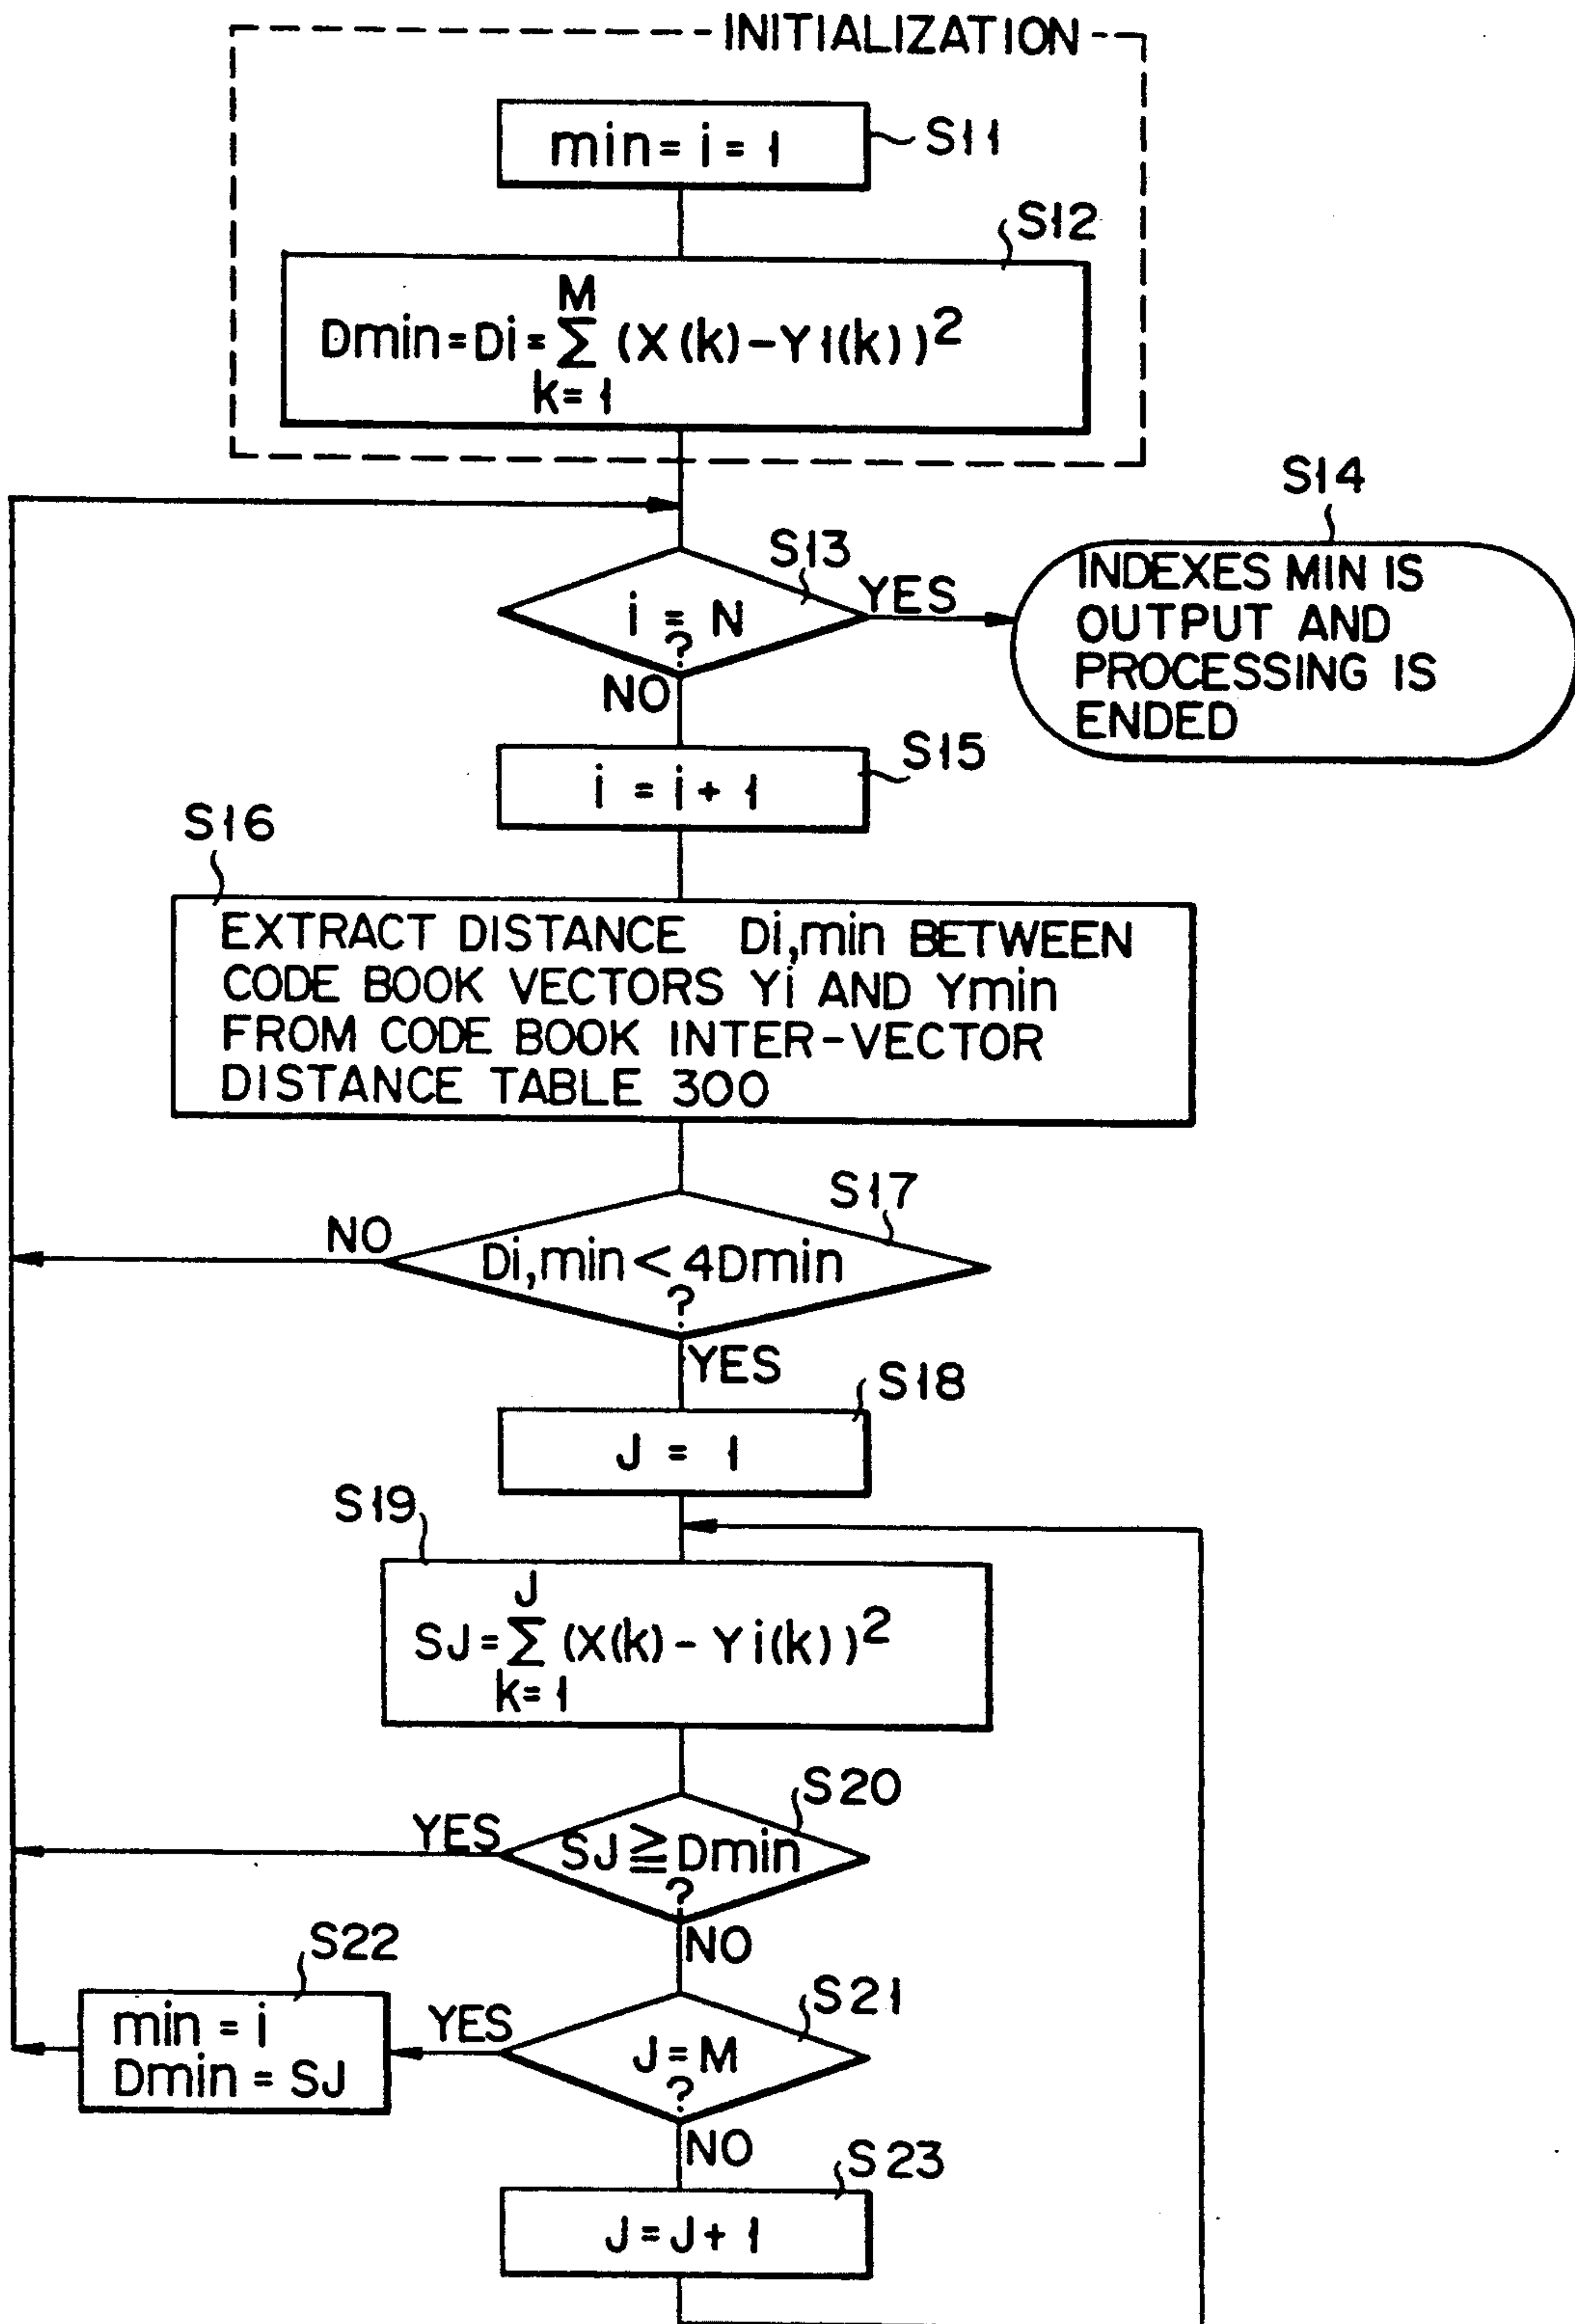 INITIALIZATION
min = i = 1
S11
S12
M
Dmin = Di = Σ (X(k) - Y1(k))²
k = 1
S14
S13
i = N
?
YES
NO
INDEXES MIN IS
OUTPUT AND
PROCESSING IS
ENDED
S15
i = i + 1
S16
EXTRACT DISTANCE Di,min BETWEEN
CODE BOOK VECTORS Yi AND Ymin
FROM CODE BOOK INTER-VECTOR
DISTANCE TABLE 300
S17
NO
Di,min < 4Dmin
?
YES
S18
J = 1
S19
J
SJ = Σ (X(k) - Yi(k))²
k = 1
S20
YES
SJ ≧ Dmin
?
NO
S22
min = i
Dmin = SJ
S21
YES
J = M
?
NO
S23
J = J + 1